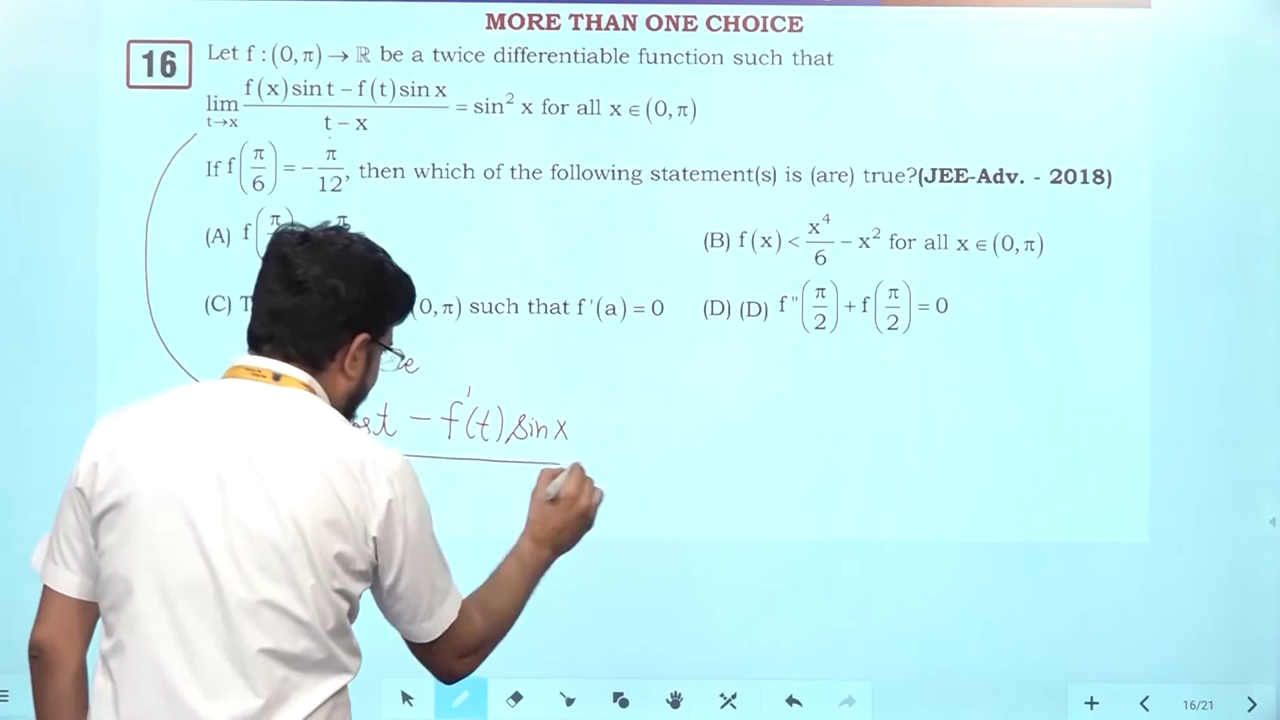 MORE THAN ONE CHOICE
16 Let f : (0, π) → ℝ be a twice differentiable function such that
lim t→x (f(x) sin t − f(t) sin x)/(t − x) = sin² x for all x ∈ (0, π)
If f(π/6) = −π/12, then which of the following statement(s) is (are) true?(JEE-Adv. - 2018)
(A) f(π π
(B) f(x) < x⁴/6 − x² for all x ∈ (0, π)
(C) T (0, π) such that f'(a) = 0
(D) (D) f"(π/2) + f(π/2) = 0
t − f'(t) sin x
16/21